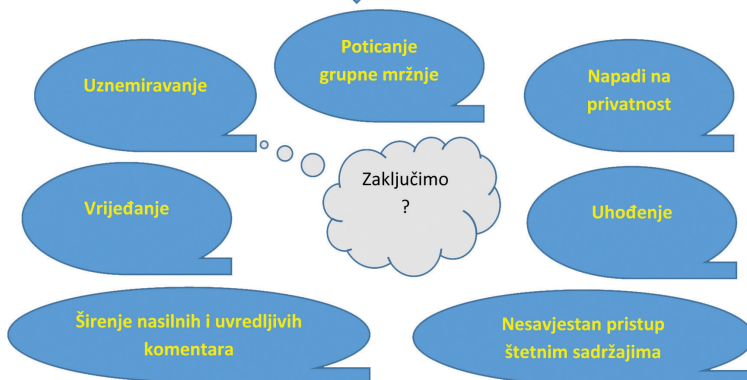 Poticanje
grupne mržnje
Uznemiravanje
Napadi na
privatnost
Zaključimo
?
Vrijeđanje
Uhođenje
Širenje nasilnih i uvredljivih
komentara
Nesavjestan pristup
štetnim sadržajima